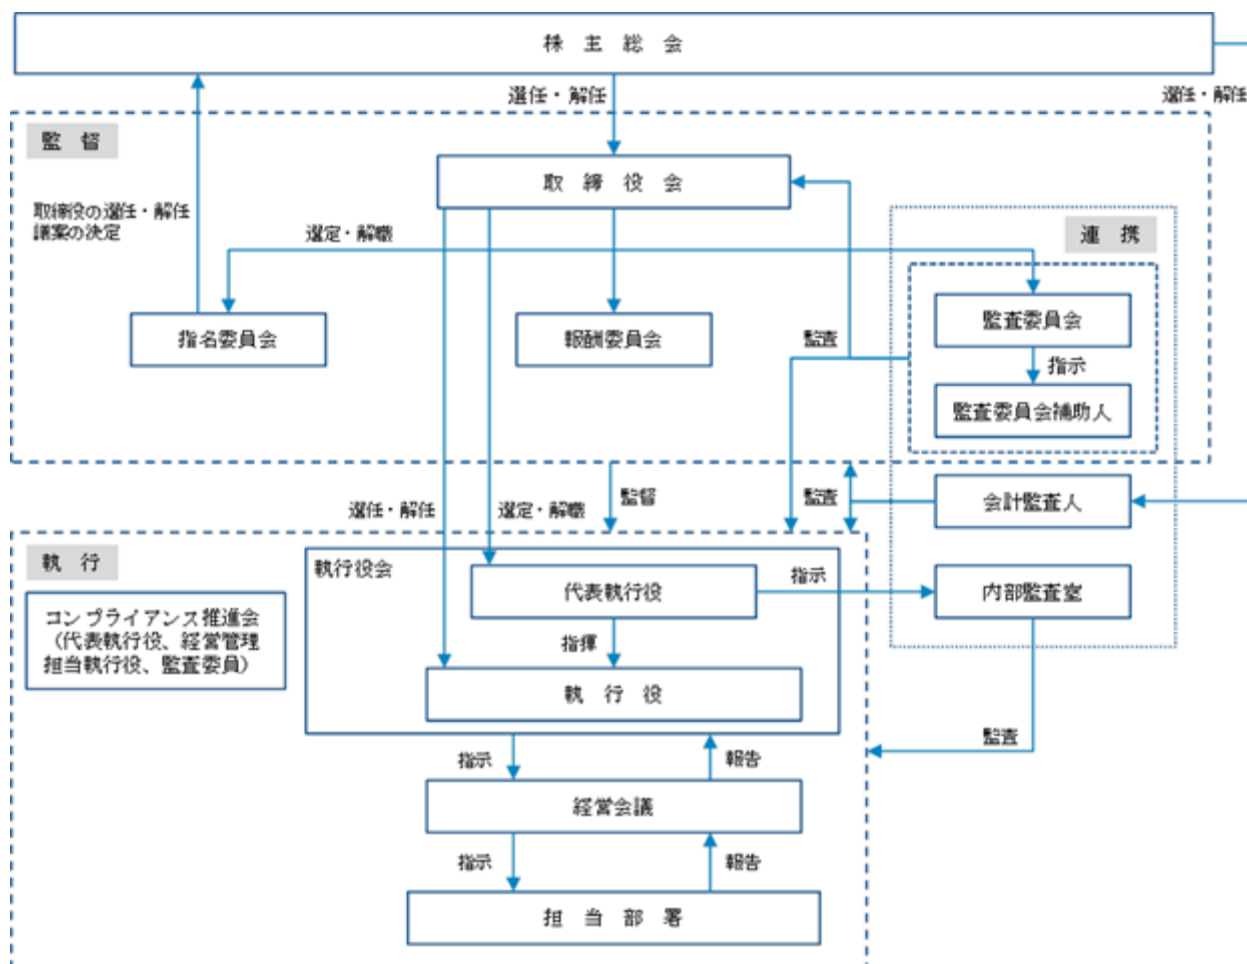 株 主 総 会
選任・解任
選任・解任
監 督
取 締 役 会
取締役の選任・解任
議案の決定
選定・解職
連 携
監査委員会
指名委員会
報酬委員会
監査
指示
監査委員会補助人
選任・解任
選定・解職
監督
監査
会計監査人
執 行
執行役会
代表執行役
指示
内部監査室
コンプライアンス推進会
(代表執行役、経営管理
担当執行役、監査委員)
指揮
執 行 役
監査
指示
報告
経営会議
指示
報告
担 当 部 署